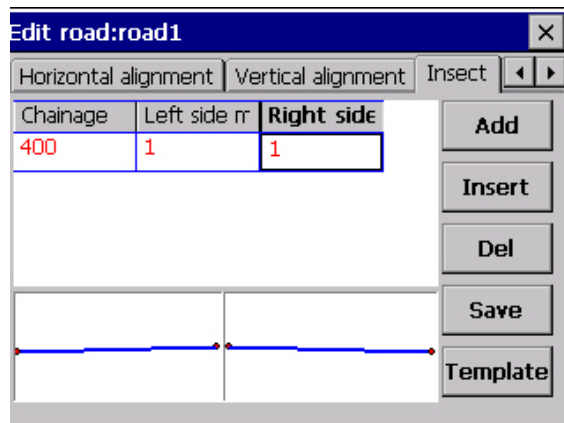 Edit road:road1
Horizontal alignment Vertical alignment Insect
Chainage Left side m Right side
400 1 1
Add
Insert
Del
Save
Template